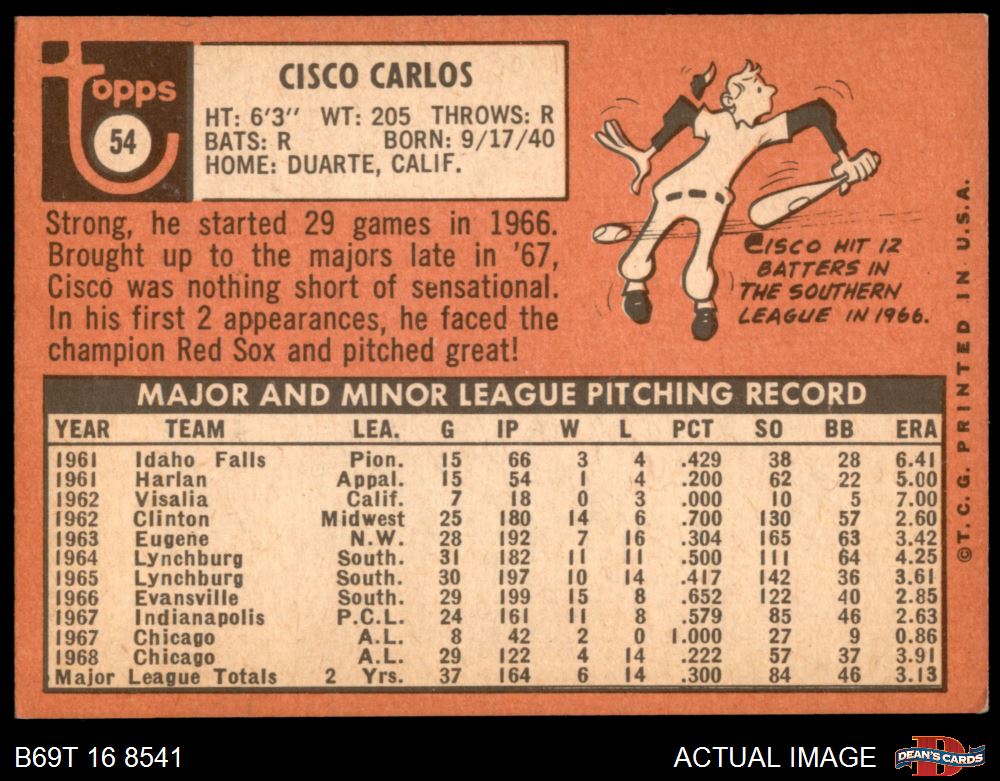 topps
54
CISCO CARLOS
HT: 6'3" WT: 205 THROWS: R
BATS: R BORN: 9/17/40
HOME: DUARTE, CALIF.
Strong, he started 29 games in 1966.
Brought up to the majors late in '67,
Cisco was nothing short of sensational.
In his first 2 appearances, he faced the
champion Red Sox and pitched great!
CISCO HIT 12
BATTERS IN
THE SOUTHERN
LEAGUE IN 1966.
MAJOR AND MINOR LEAGUE PITCHING RECORD
YEAR TEAM LEA. G IP W L PCT SO BB ERA
1961 Idaho Falls Pion. 15 66 3 4 .429 38 28 6.41
1961 Harlan Appal. 15 54 1 4 .200 62 22 5.00
1962 Visalia Calif. 7 18 0 3 .000 10 5 7.00
1962 Clinton Midwest 25 180 14 6 .700 130 57 2.60
1963 Eugene N.W. 28 192 7 16 .304 165 63 3.42
1964 Lynchburg South. 31 182 11 11 .500 111 64 4.25
1965 Lynchburg South. 30 197 10 14 .417 142 36 3.61
1966 Evansville South. 29 199 15 8 .652 122 40 2.85
1967 Indianapolis P.C.L. 24 161 11 8 .579 85 46 2.63
1967 Chicago A.L. 8 42 2 0 1.000 27 9 0.86
1968 Chicago A.L. 29 122 4 14 .222 57 37 3.91
Major League Totals 2 Yrs. 37 164 6 14 .300 84 46 3.13
©T.C.G. PRINTED IN U.S.A.
B69T 16 8541
ACTUAL IMAGE
D
DEAN'S CARDS